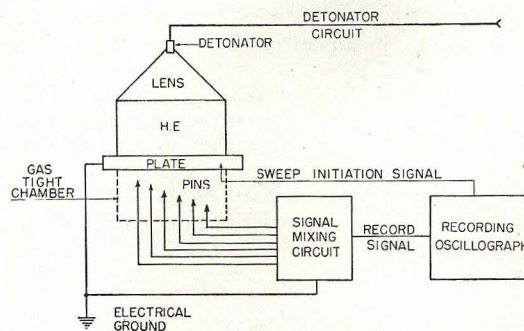 DETONATOR
CIRCUIT
DETONATOR
LENS
H.E
PLATE
GAS
TIGHT
CHAMBER
PINS
SWEEP INITIATION SIGNAL
SIGNAL
MIXING
CIRCUIT
RECORD
SIGNAL
RECORDING
OSCILLOGRAPH
ELECTRICAL
GROUND